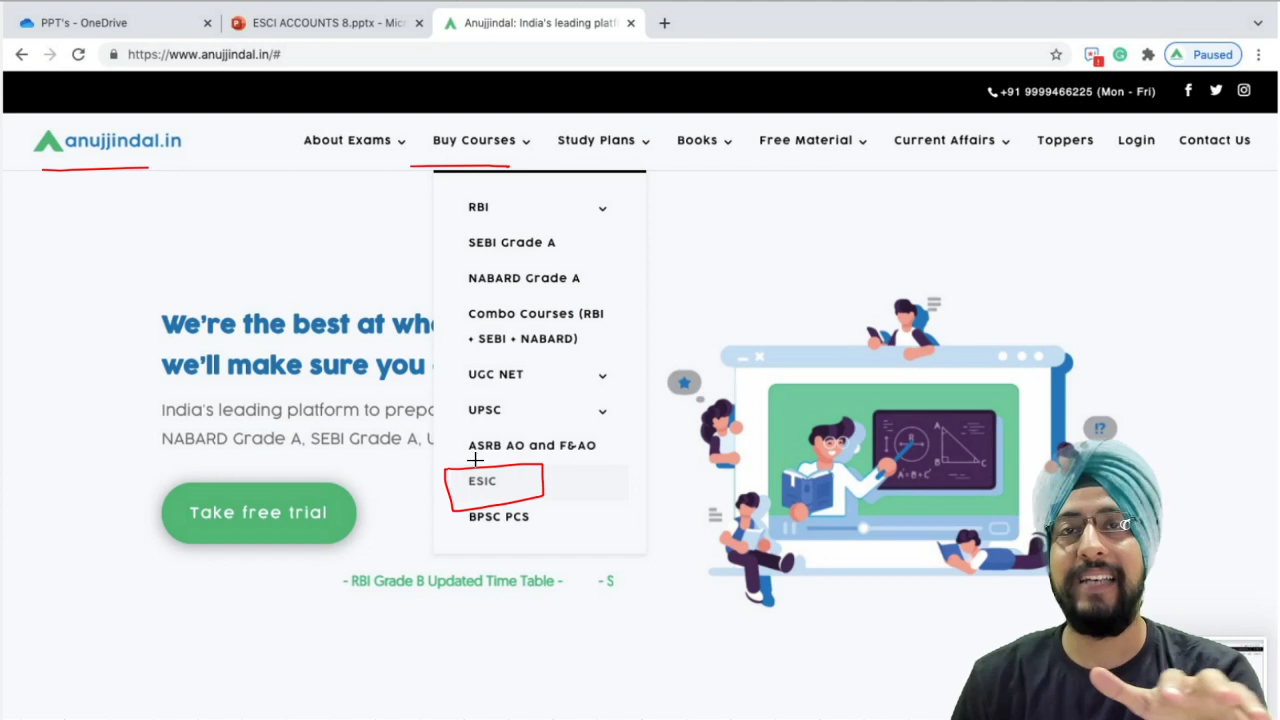 PPT's - OneDrive
ESCI ACCOUNTS 8.pptx - Mic
Anujjindal: India's leading platf
https://www.anujjindal.in/#
Paused
+91 9999466225 (Mon - Fri)
anujjindal.in
About Exams
Buy Courses
Study Plans
Books
Free Material
Current Affairs
Toppers
Login
Contact Us
RBI
SEBI Grade A
NABARD Grade A
Combo Courses (RBI
+ SEBI + NABARD)
UGC NET
UPSC
ASRB AO and F&AO
ESIC
BPSC PCS
We're the best at wh
we'll make sure you
India's leading platform to prep
NABARD Grade A, SEBI Grade A, U
Take free trial
- RBI Grade B Updated Time Table - - S
!?
A
B
C
R
A²+B²=C²